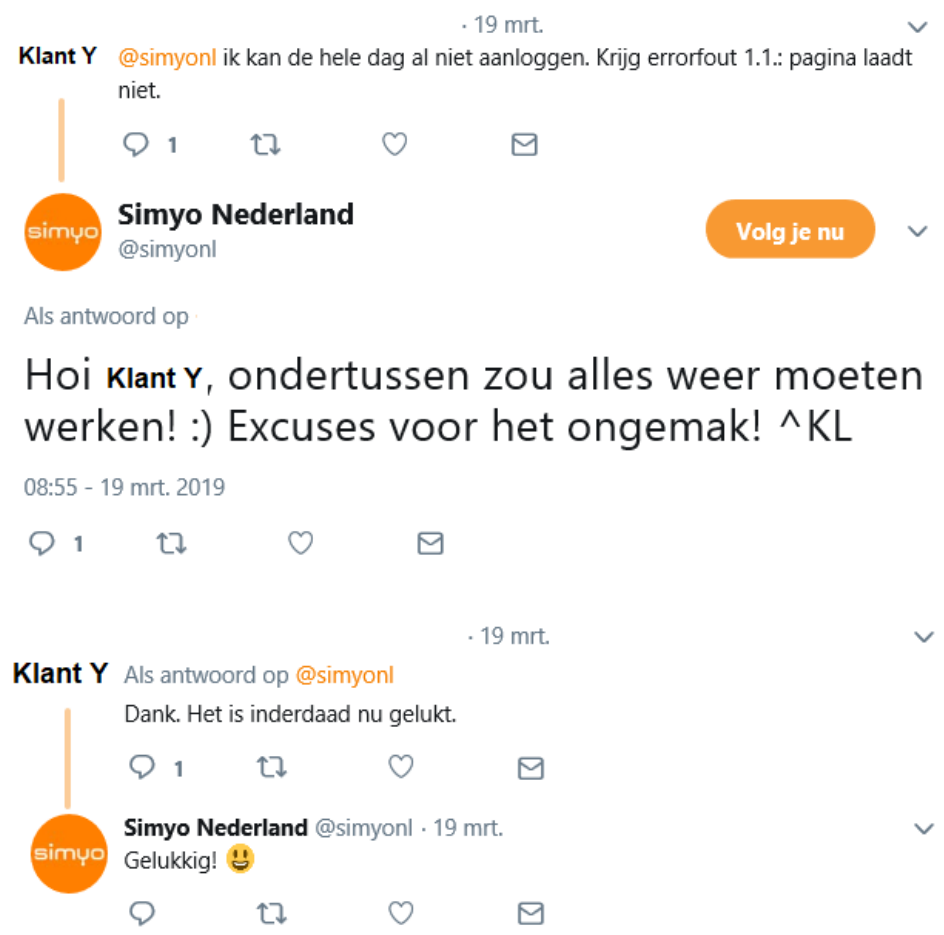 · 19 mrt.
Klant Y @simyonl ik kan de hele dag al niet aanloggen. Krijg errorfout 1.1.: pagina laadt
niet.
1
simyo
Simyo Nederland
@simyonl
Volg je nu
Als antwoord op
Hoi Klant Y, ondertussen zou alles weer moeten
werken! :) Excuses voor het ongemak! ^KL
08:55 - 19 mrt. 2019
1
· 19 mrt.
Klant Y Als antwoord op @simyonl
Dank. Het is inderdaad nu gelukt.
1
simyo
Simyo Nederland @simyonl · 19 mrt.
Gelukkig! 😃